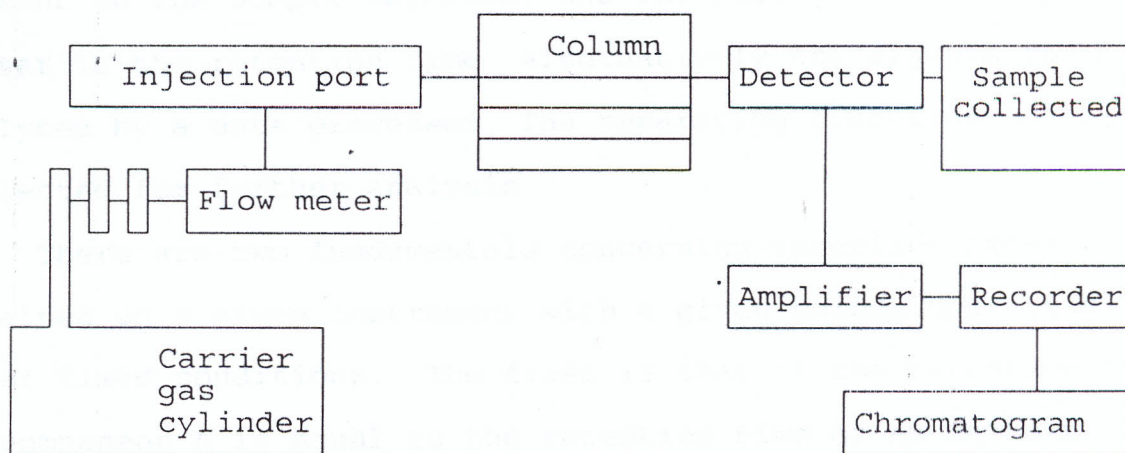 Injection port
Column
Detector
Sample
collected
Flow meter
Amplifier
Recorder
Carrier
gas
cylinder
Chromatogram